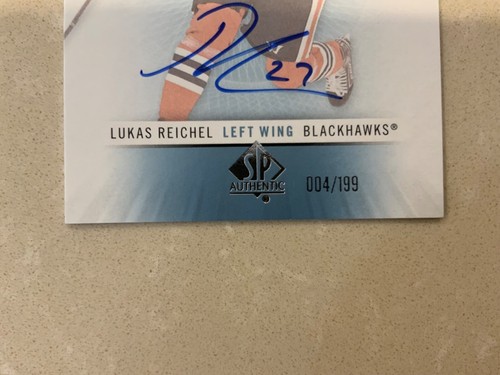 27
LUKAS REICHEL LEFT WING BLACKHAWKS®
SP
AUTHENTIC
004/199